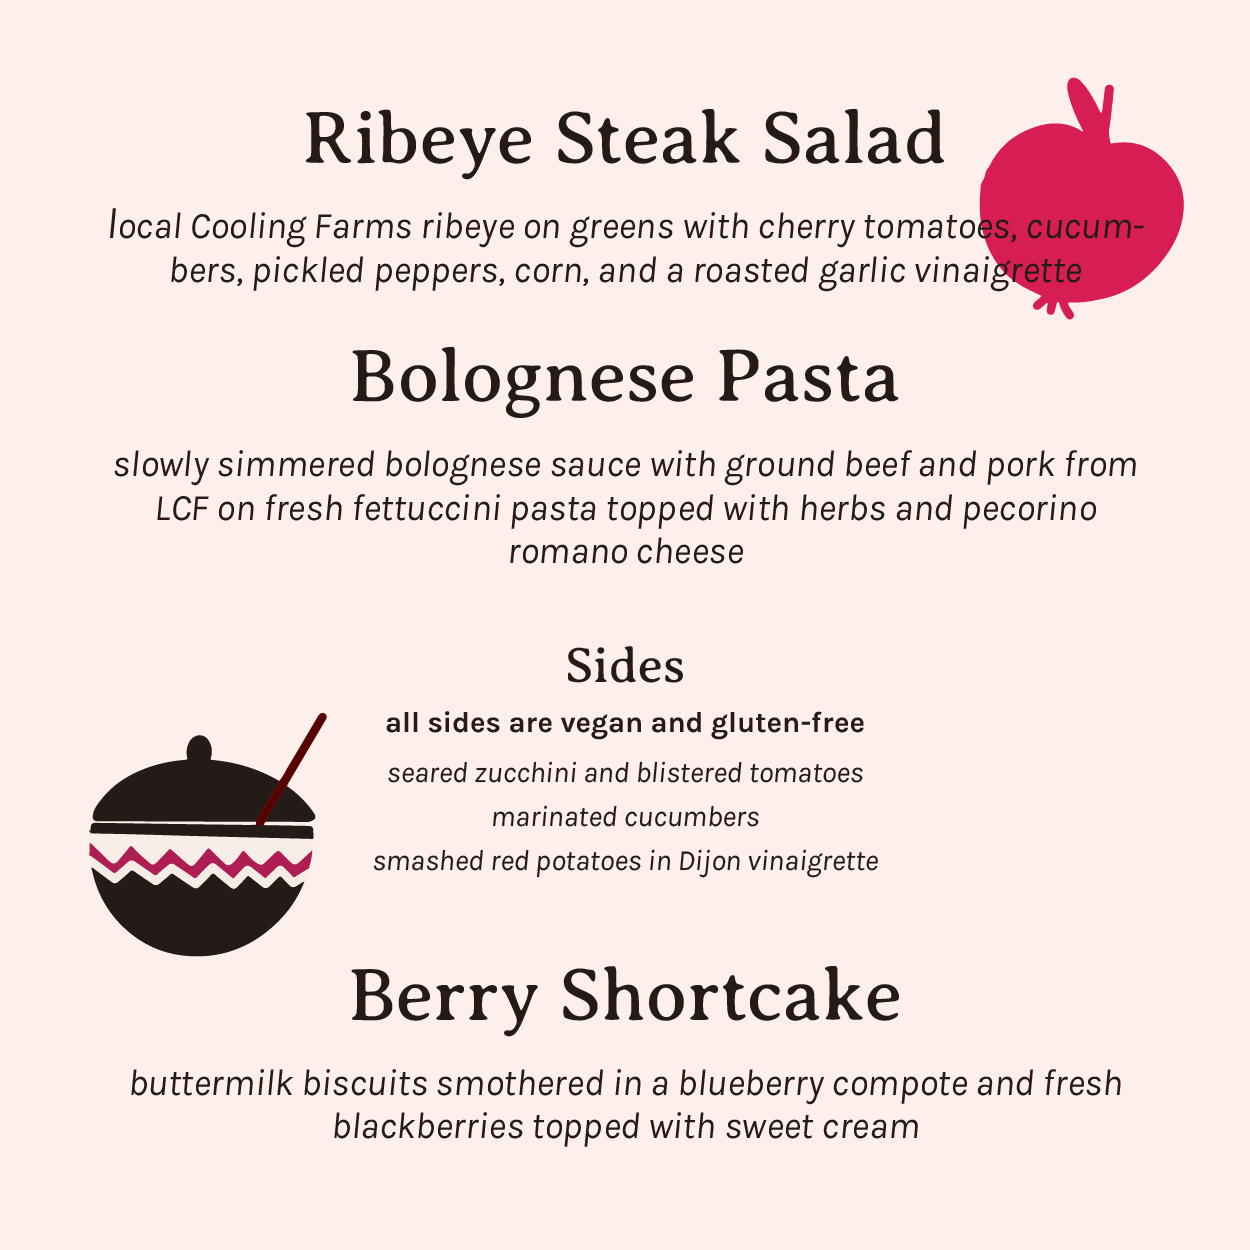 Ribeye Steak Salad
local Cooling Farms ribeye on greens with cherry tomatoes, cucum-
bers, pickled peppers, corn, and a roasted garlic vinaigrette
Bolognese Pasta
slowly simmered bolognese sauce with ground beef and pork from
LCF on fresh fettuccini pasta topped with herbs and pecorino
romano cheese
Sides
all sides are vegan and gluten-free
seared zucchini and blistered tomatoes
marinated cucumbers
smashed red potatoes in Dijon vinaigrette
Berry Shortcake
buttermilk biscuits smothered in a blueberry compote and fresh
blackberries topped with sweet cream